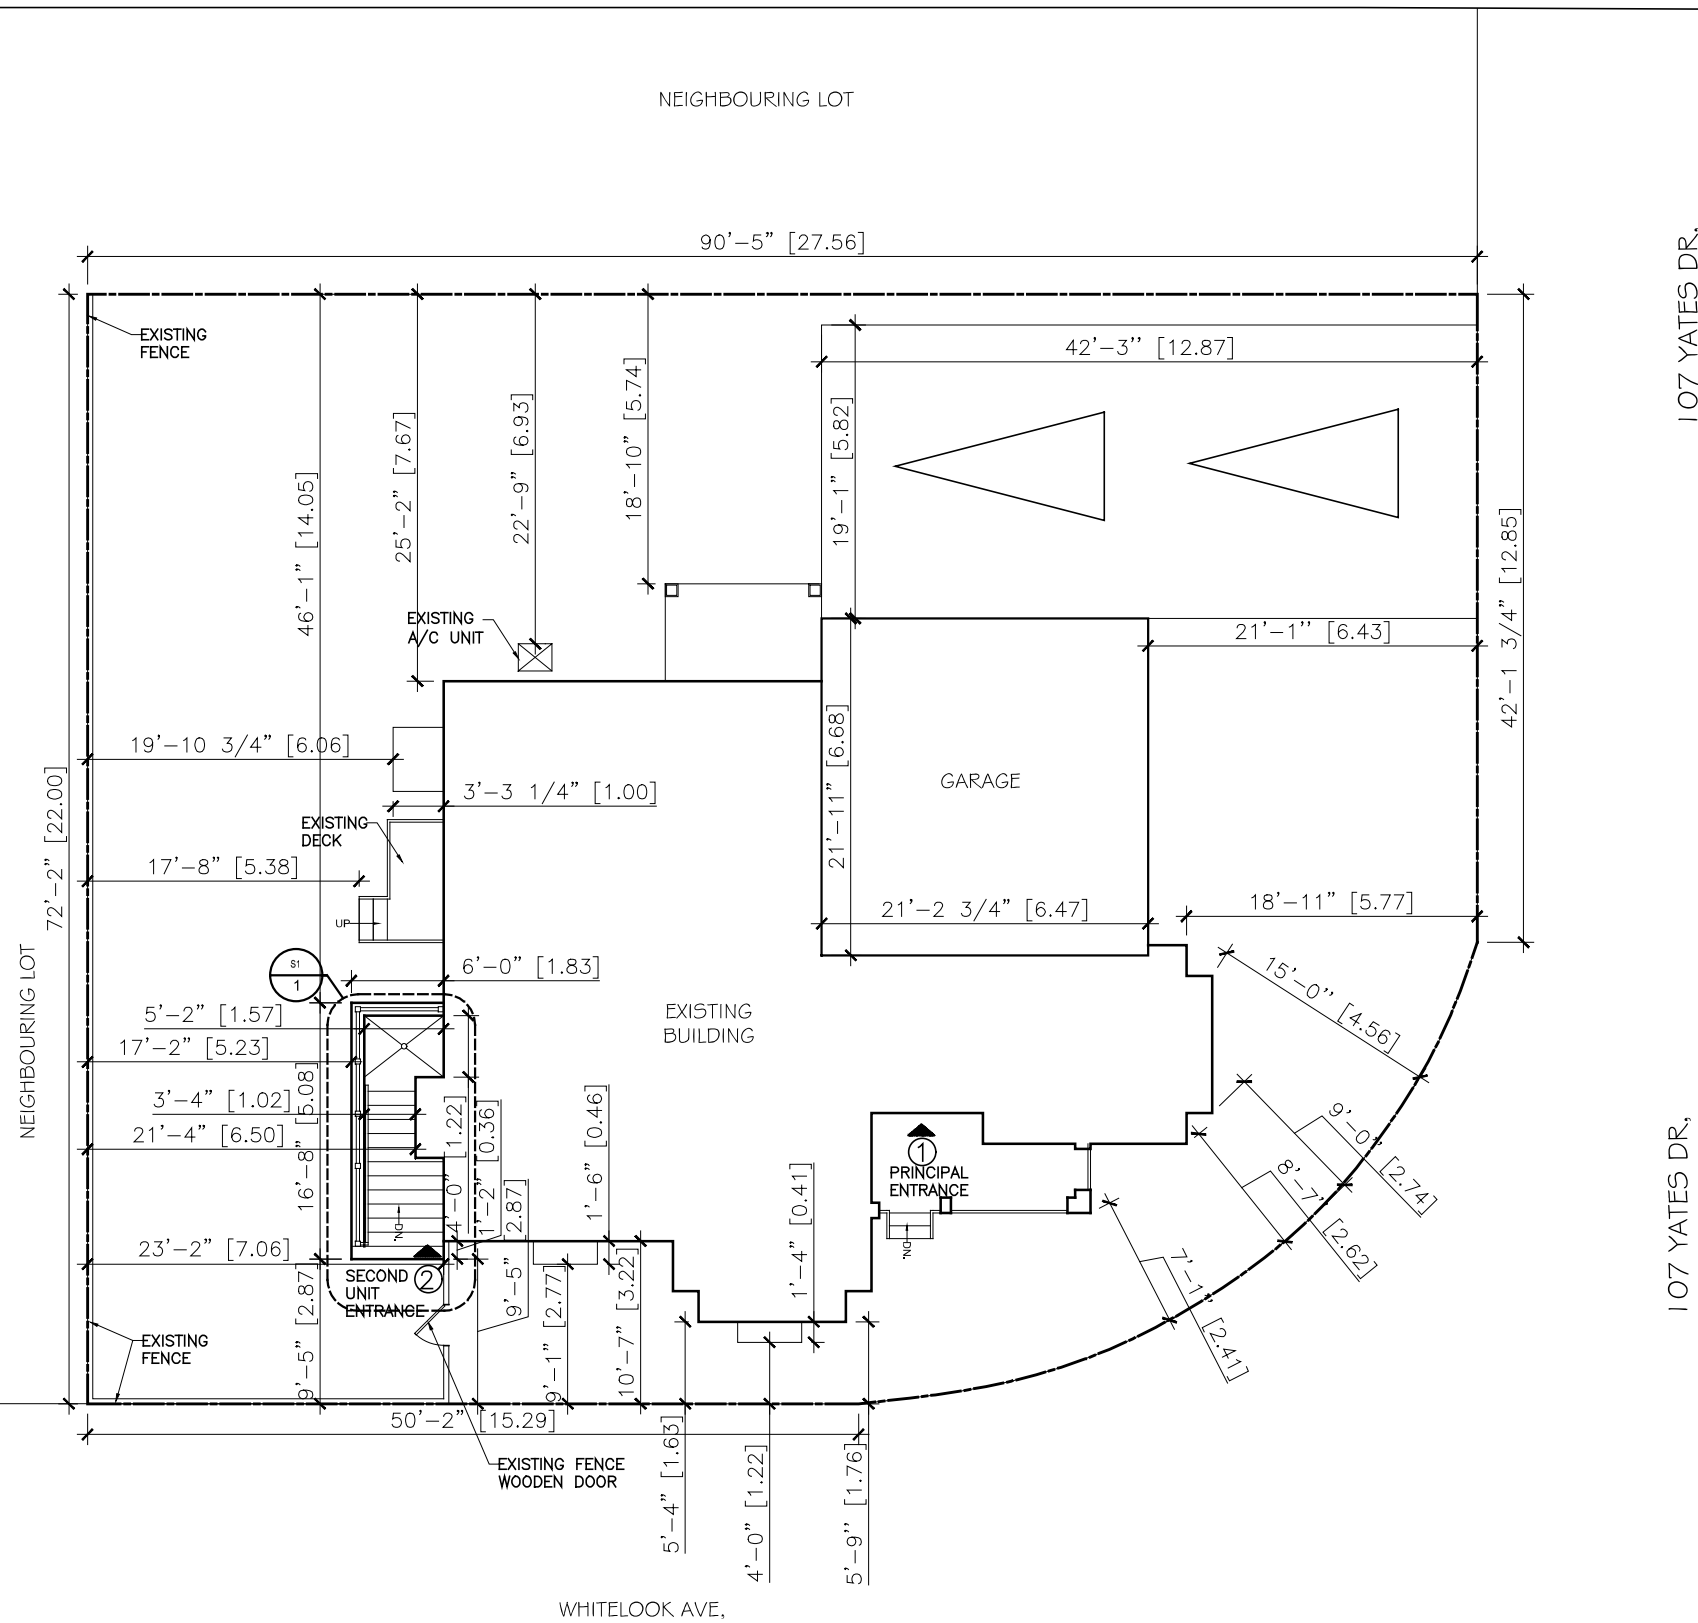 NEIGHBOURING LOT
107 YATES DR,
90'-5" [27.56]
EXISTING
FENCE
42'-3'' [12.87]
18'-10" [5.74]
22'-9" [6.93]
25'-2" [7.67]
19'-1" [5.82]
46'-1" [14.05]
42'-1 3/4" [12.85]
EXISTING
A/C UNIT
21'-1'' [6.43]
19'-10 3/4" [6.06]
21'-11" [6.68]
GARAGE
3'-3 1/4" [1.00]
72'-2" [22.00]
EXISTING
DECK
17'-8" [5.38]
UP
21'-2 3/4" [6.47]
18'-11" [5.77]
NEIGHBOURING LOT
S1
1
6'-0" [1.83]
15'-0'' [4.56]
5'-2" [1.57]
EXISTING
BUILDING
17'-2" [5.23]
3'-4" [1.02]
16'-8" [5.08]
21'-4" [6.50]
4'-0" [1.22]
1'-2" [0.36]
1'-6" [0.46]
9'-0'' [2.74]
1
PRINCIPAL
ENTRANCE
8'-7' [2.62]
107 YATES DR,
DN.
DN.
23'-2" [7.06]
1'-4" [0.41]
7'-1" [2.41]
SECOND
UNIT
ENTRANCE
2
9'-5" [2.87]
9'-5" [2.87]
9'-1" [2.77]
10'-7" [3.22]
EXISTING
FENCE
50'-2" [15.29]
EXISTING FENCE
WOODEN DOOR
5'-4" [1.63]
4'-0" [1.22]
5'-9'' [1.76]
WHITELOOK AVE,